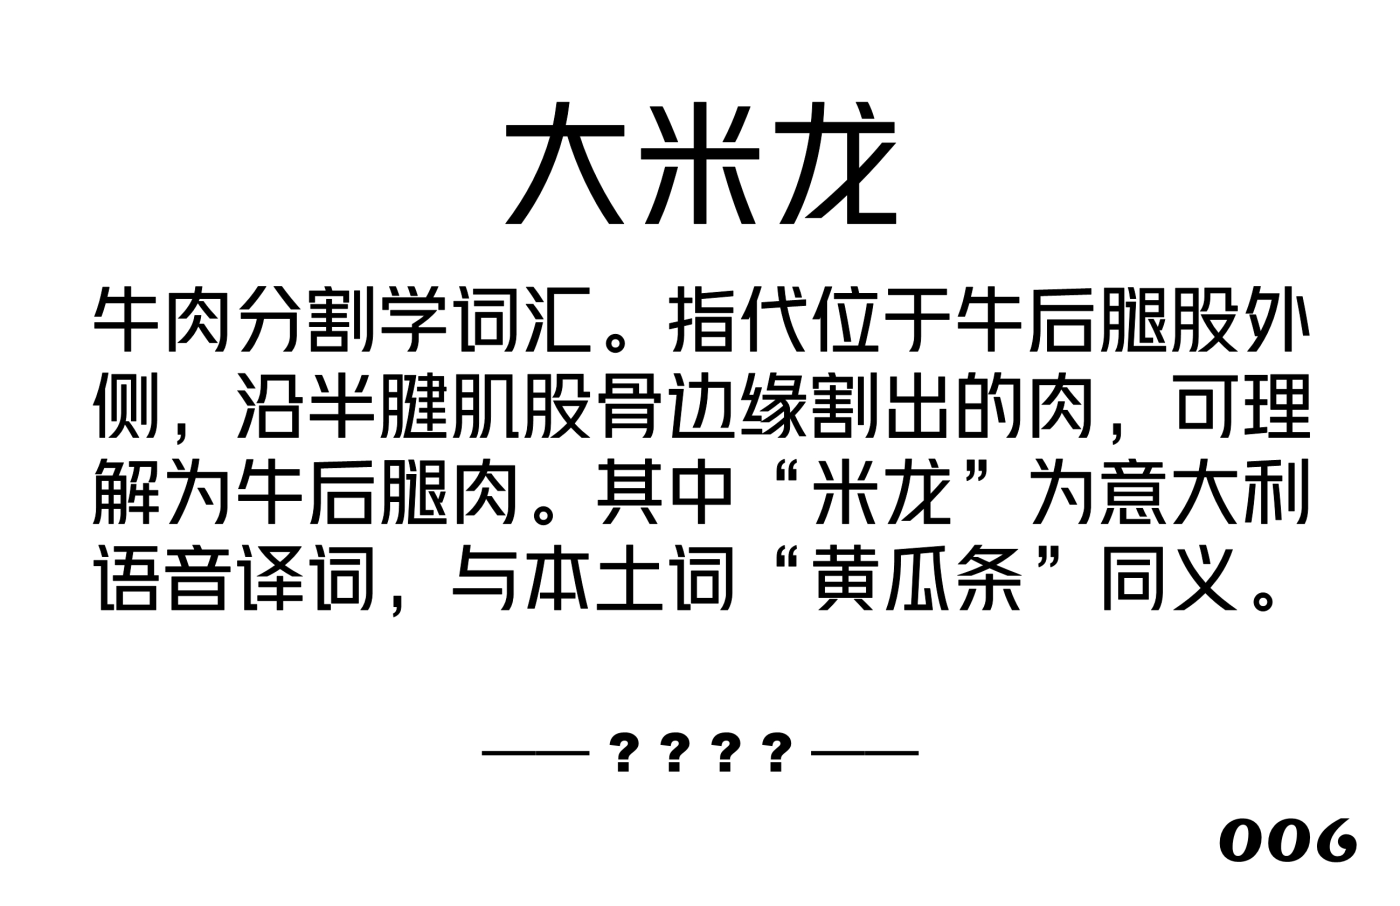 大米龙
牛肉分割学词汇。指代位于牛后腿股外
侧，沿半腱肌股骨边缘割出的肉，可理
解为牛后腿肉。其中“米龙”为意大利
语音译词，与本土词“黄瓜条”同义。
——？？？？——
006